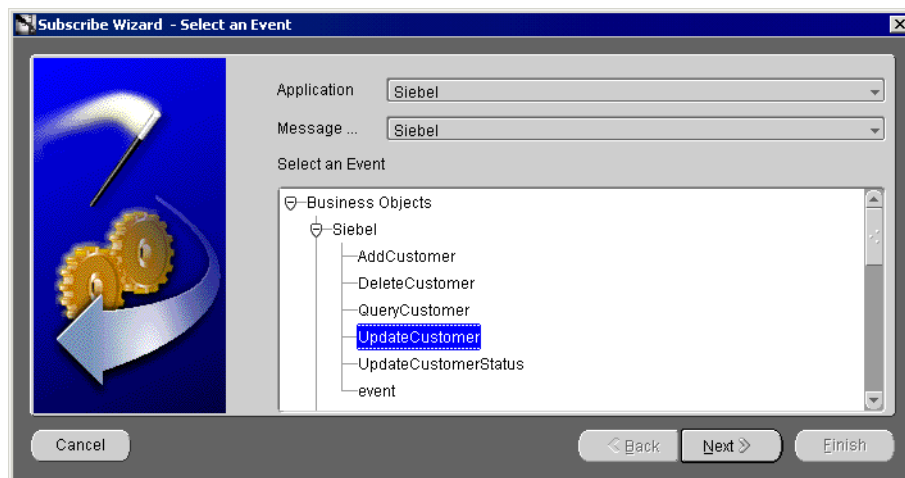 Subscribe Wizard - Select an Event
Application Siebel
Message ... Siebel
Select an Event
Business Objects
Siebel
AddCustomer
DeleteCustomer
QueryCustomer
UpdateCustomer
UpdateCustomerStatus
event
Cancel Back Next Finish